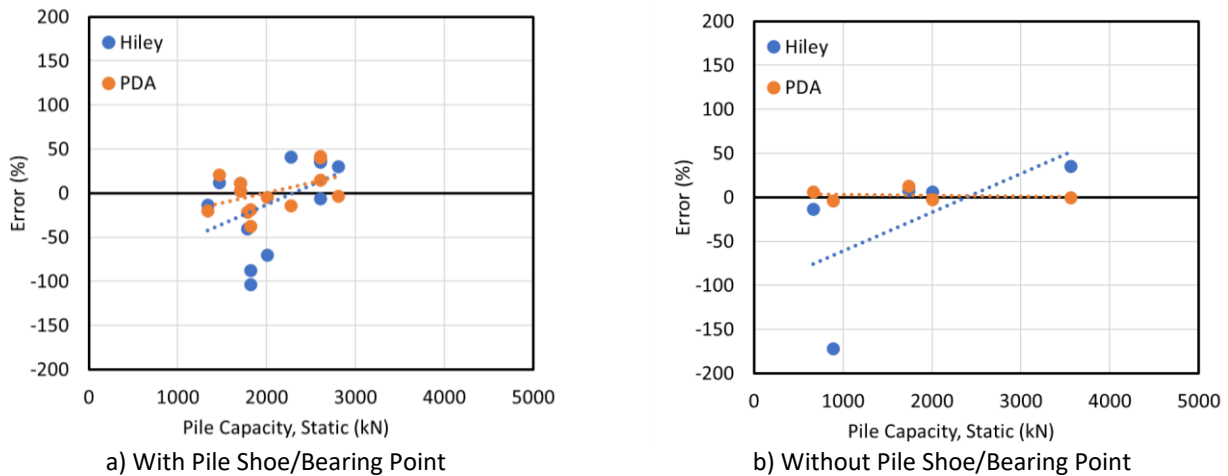 200
150
100
50
0
-50
-100
-150
-200
Error (%)
Hiley
PDA
0 1000 2000 3000 4000 5000
Pile Capacity, Static (kN)
a) With Pile Shoe/Bearing Point
200
150
100
50
0
-50
-100
-150
-200
Error (%)
Hiley
PDA
0 1000 2000 3000 4000 5000
Pile Capacity, Static (kN)
b) Without Pile Shoe/Bearing Point